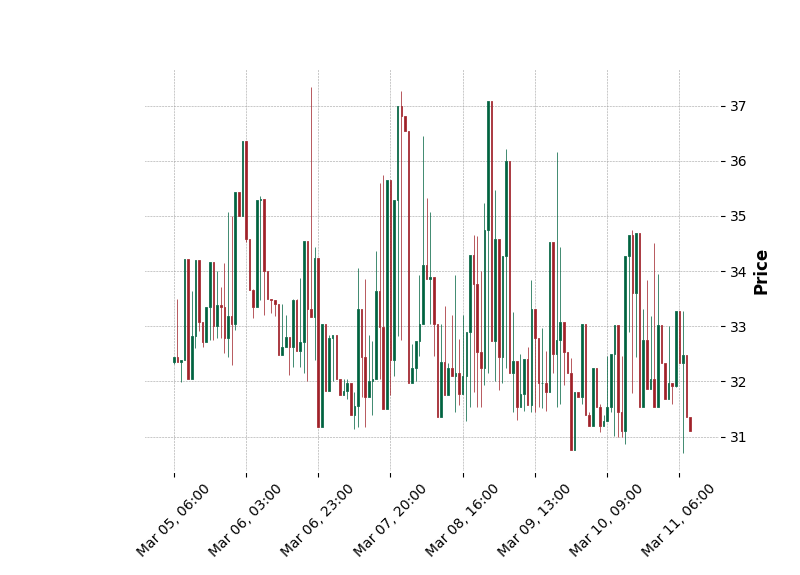 37
36
35
34
33
32
31
Price
Mar 05, 06:00
Mar 06, 03:00
Mar 06, 23:00
Mar 07, 20:00
Mar 08, 16:00
Mar 09, 13:00
Mar 10, 09:00
Mar 11, 06:00